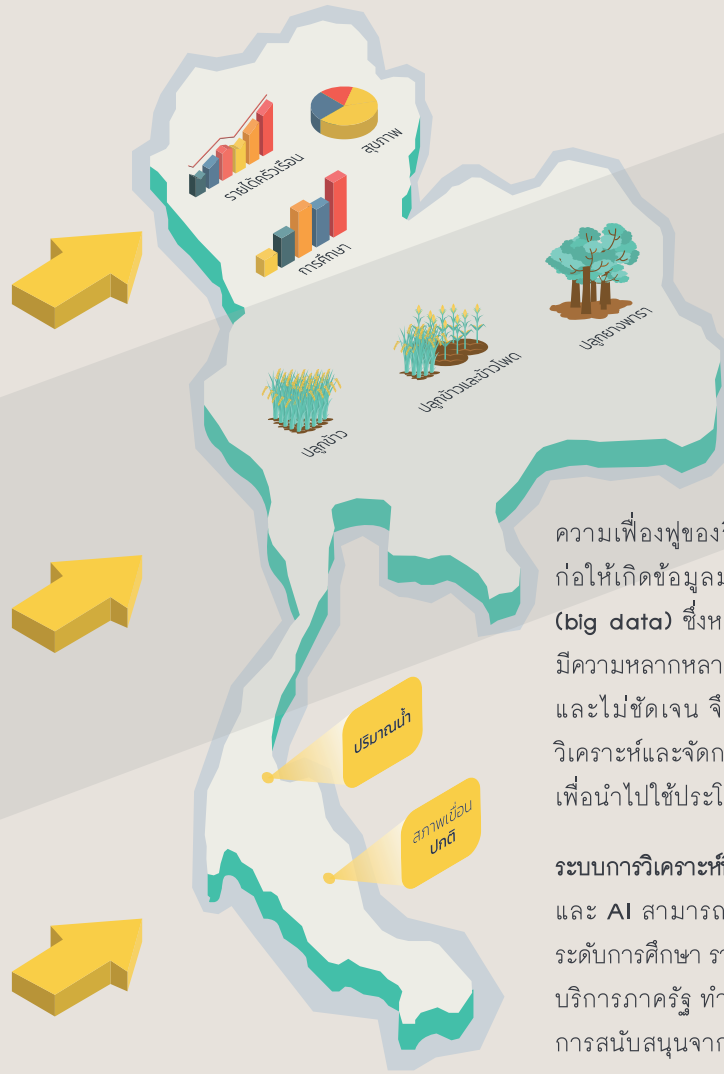 สุขภาพ
รายได้ครัวเรือน
การศึกษา
ปลูกยางพารา
ปลูกข้าวและข้าวโพด
ปลูกข้าว
ปริมาณน้ำ
สภาพเขื่อน
ปกติ
ความเฟื่องฟูของ
ก่อให้เกิดข้อมูล
(big data) ซึ่ง
มีความหลากหลา
และไม่ชัดเจน จึ
วิเคราะห์และจัดก
เพื่อนำไปใช้ประโ
ระบบการวิเคราะห์
และ AI สามารถ
ระดับการศึกษา รา
บริการภาครัฐ ทำ
การสนับสนุนจาก